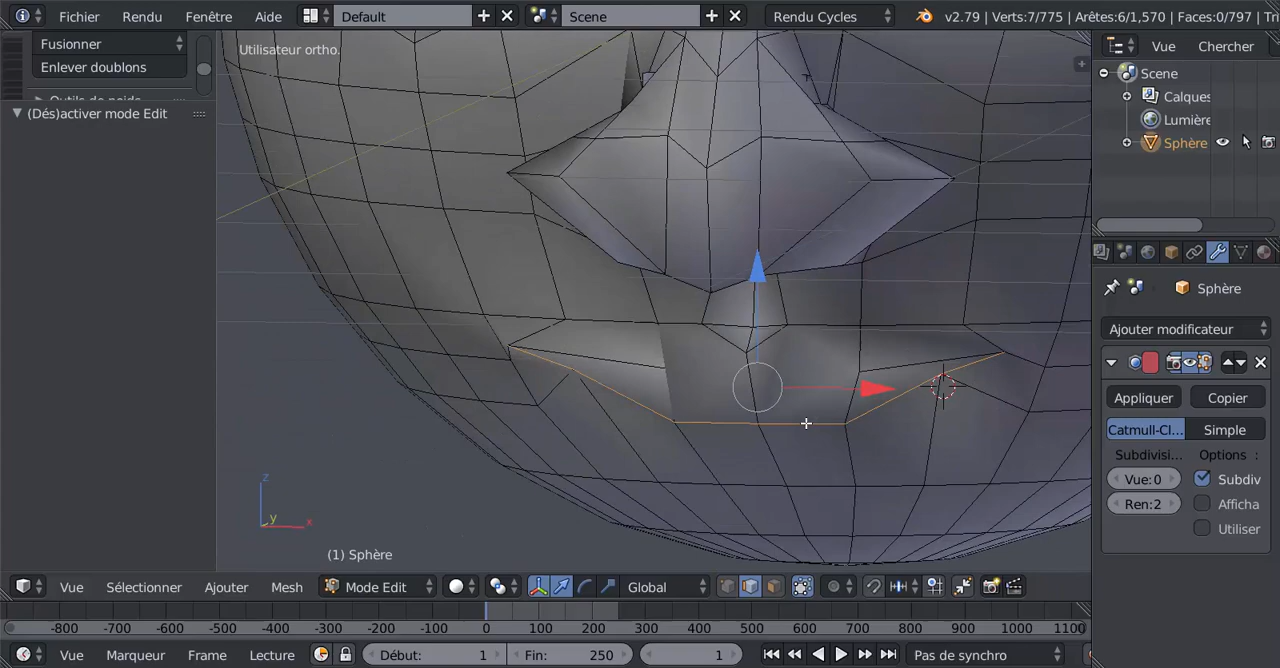 Fichier Rendu Fenêtre Aide Default Scene Rendu Cycles v2.79 | Verts:7/775 | Arêtes:6/1,570 | Faces:0/797 | Tri
Fusionner
Enlever doublons
(Dés)activer mode Edit
Utilisateur ortho.
z
y
x
(1) Sphère
Vue Chercher
Scene
Calques
Lumière
Sphère
Sphère
Ajouter modificateur
Appliquer Copier
Catmull-Cl... Simple
Subdivisi... Options :
Vue:0 Subdiv
Ren:2 Afficha
Utiliser
Vue Sélectionner Ajouter Mesh Mode Edit Global
-800 -700 -600 -500 -400 -300 -200 -100 0 100 200 300 400 500 600 700 800 900 1000 1100
Vue Marqueur Frame Lecture Début: 1 Fin: 250 1 Pas de synchro